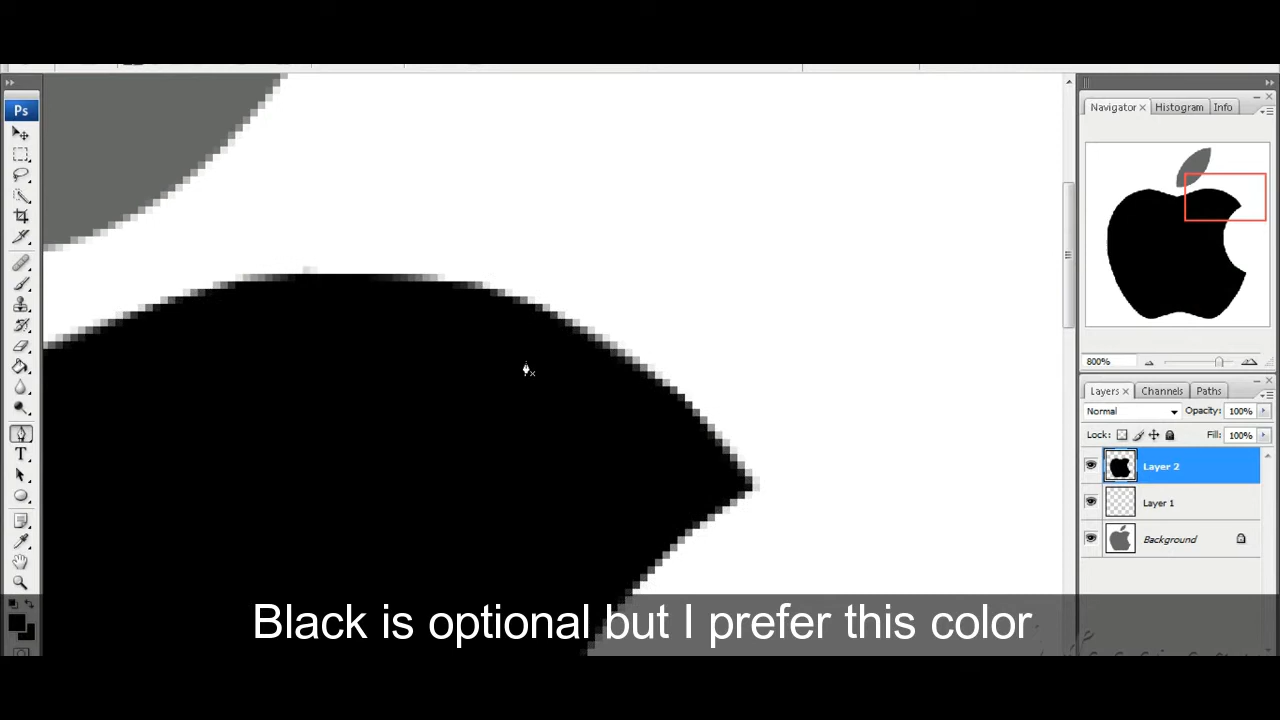 Ps
Navigator × Histogram Info
800%
Layers × Channels Paths
Normal Opacity: 100%
Lock: Fill: 100%
Layer 2
Layer 1
Background
T
Black is optional but I prefer this color